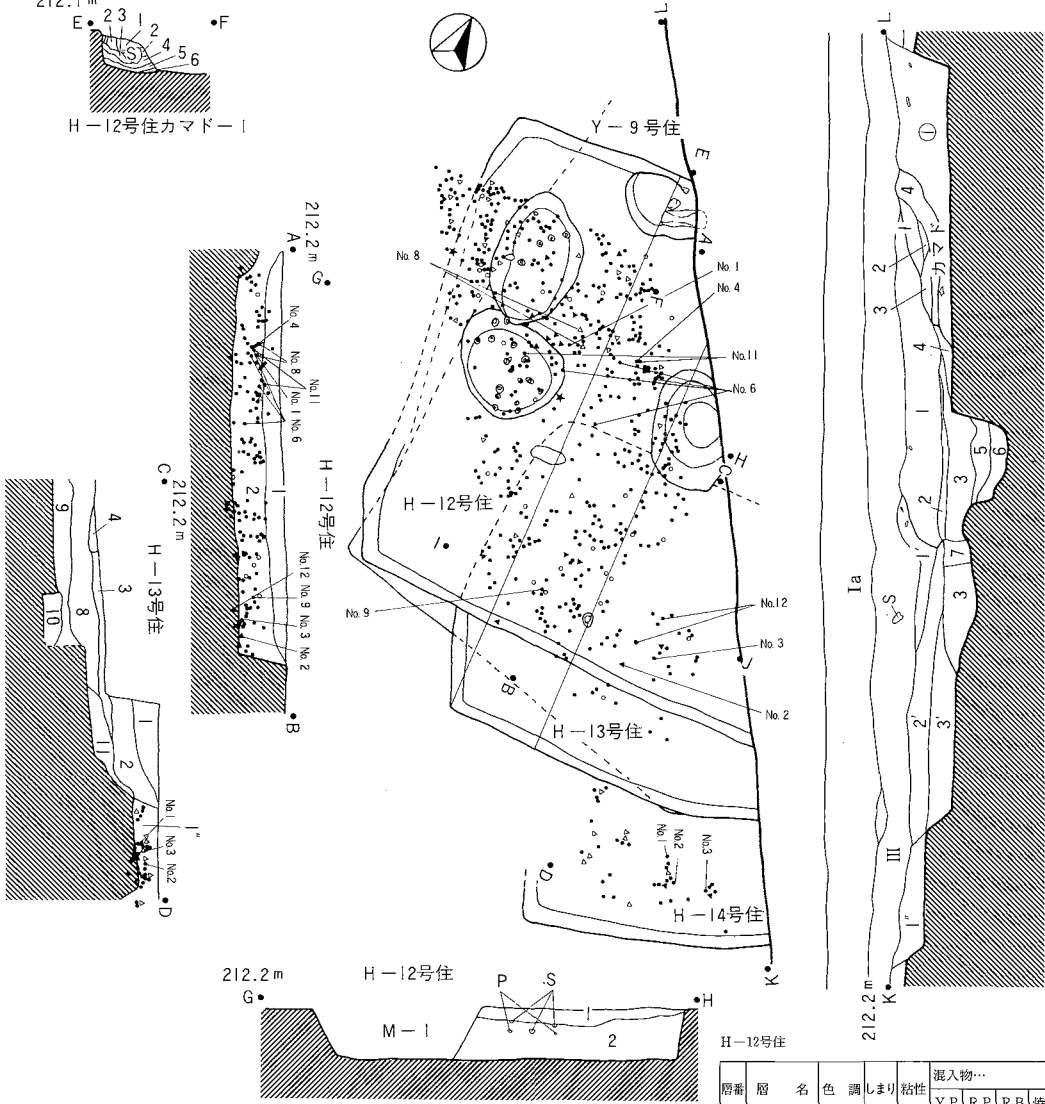 212.1m
E F
2 3 1 2 S 4 5 6
H-12号住カマド-1
Y-9号住
E
A
F
No. 8
No. 1
No. 4
No.11
No. 6
H
C
H-12号住
I
No. 9
No.12
No. 3
J
No. 2
B
H-13号住
No.1
No.2
No.3
D
H-14号住
K
L
212.2m
A
G
No. 4
No. 8
No.11
No. 1
No. 6
1
2
H-12号住
No.12
No. 9
No. 3
No. 2
B
C
212.2m
H-13号住
9
4
3
8
10
11
1
2
No.1
No.3
No.2
1″
D
L
①
4
1
2
3
カマド
4
1
5
6
3
2
1′
7
3
Ia
S
2′
3′
III
1″
K
212.2m
212.2m
H-12号住
G
P S
H
M-1
1
2
H-12号住
層番 層名 色調 しまり 粘性 混入物…
Y.P R.P R.B 焼